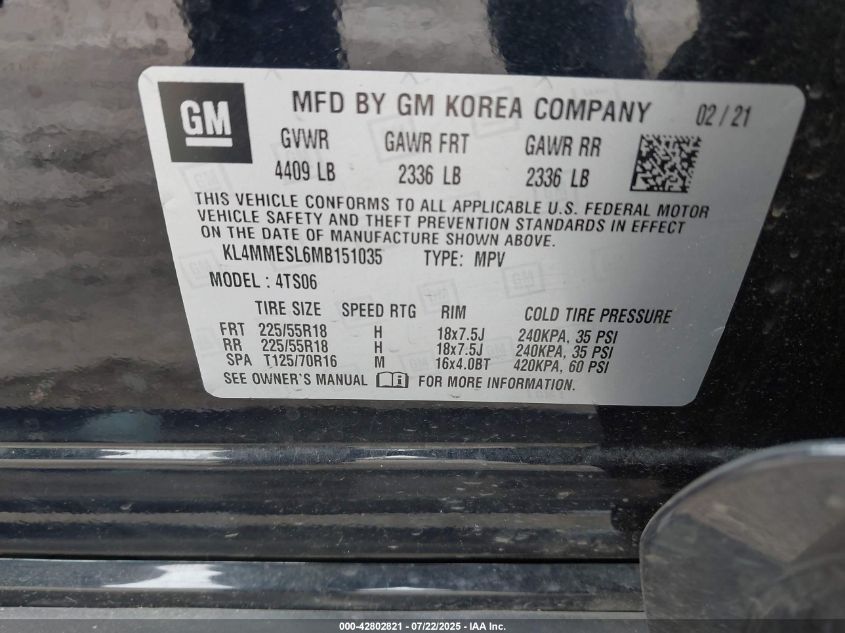 GM
MFD BY GM KOREA COMPANY 02/21
GVWR GAWR FRT GAWR RR
4409 LB 2336 LB 2336 LB
THIS VEHICLE CONFORMS TO ALL APPLICABLE U.S. FEDERAL MOTOR
VEHICLE SAFETY AND THEFT PREVENTION STANDARDS IN EFFECT
ON THE DATE OF MANUFACTURE SHOWN ABOVE.
KL4MMESL6MB151035 TYPE: MPV
MODEL : 4TS06
TIRE SIZE SPEED RTG RIM COLD TIRE PRESSURE
FRT 225/55R18 H 18x7.5J 240KPA, 35 PSI
RR 225/55R18 H 18x7.5J 240KPA, 35 PSI
SPA T125/70R16 M 16x4.0BT 420KPA, 60 PSI
SEE OWNER'S MANUAL FOR MORE INFORMATION.
000-42802821 - 07/22/2025 - IAA Inc.